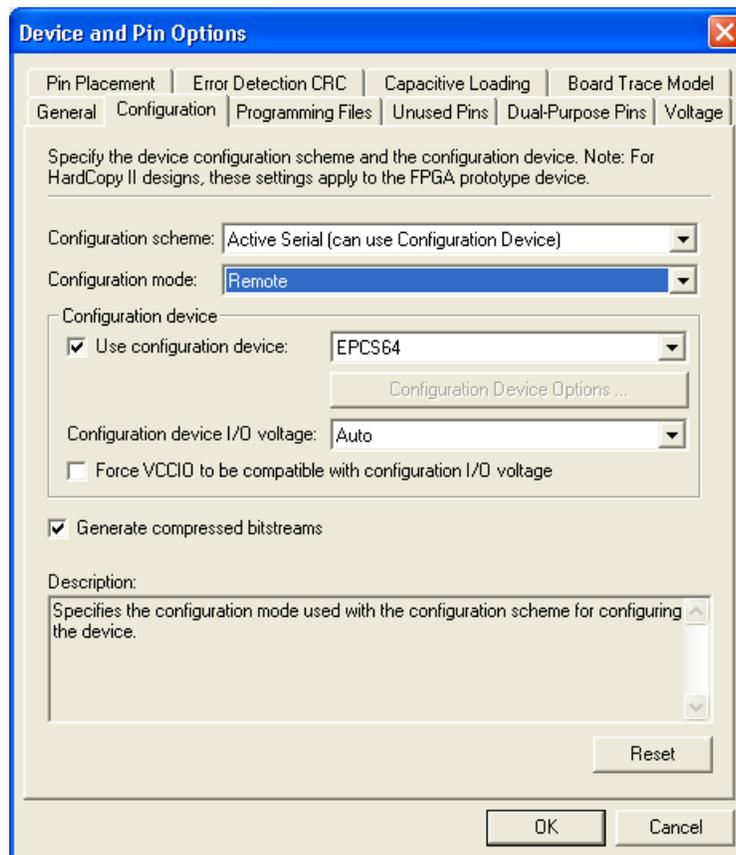 Device and Pin Options
Pin Placement Error Detection CRC Capacitive Loading Board Trace Model
General Configuration Programming Files Unused Pins Dual-Purpose Pins Voltage
Specify the device configuration scheme and the configuration device. Note: For
HardCopy II designs, these settings apply to the FPGA prototype device.
Configuration scheme: Active Serial (can use Configuration Device)
Configuration mode: Remote
Configuration device
Use configuration device: EPCS64
Configuration Device Options ...
Configuration device I/O voltage: Auto
Force VCCIO to be compatible with configuration I/O voltage
Generate compressed bitstreams
Description:
Specifies the configuration mode used with the configuration scheme for configuring
the device.
Reset
OK Cancel